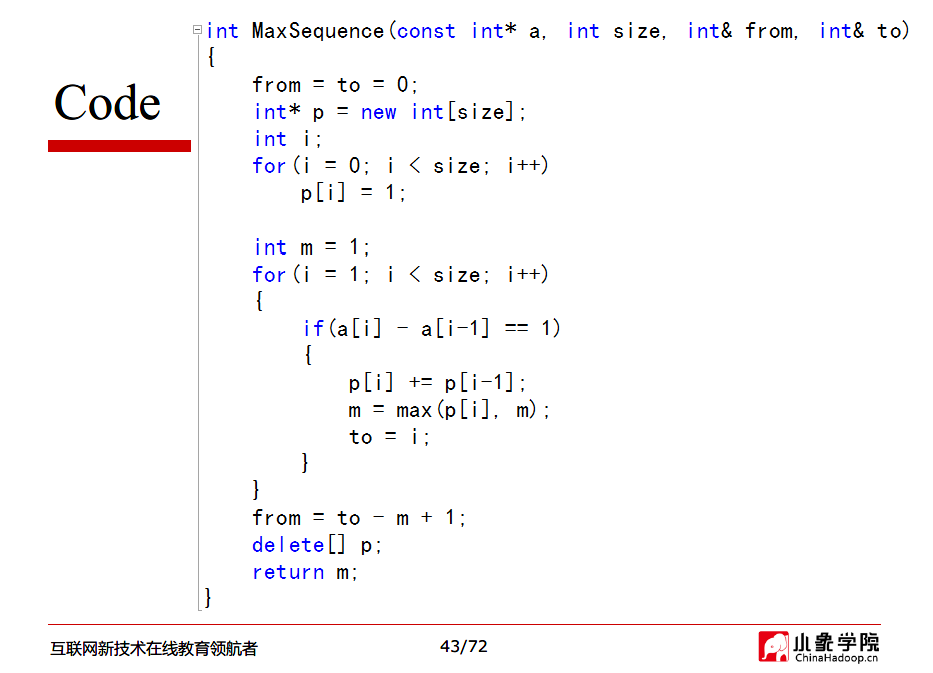 Code
int MaxSequence(const int* a, int size, int& from, int& to)
{
    from = to = 0;
    int* p = new int[size];
    int i;
    for(i = 0; i < size; i++)
        p[i] = 1;

    int m = 1;
    for(i = 1; i < size; i++)
    {
        if(a[i] - a[i-1] == 1)
        {
            p[i] += p[i-1];
            m = max(p[i], m);
            to = i;
        }
    }
    from = to - m + 1;
    delete[] p;
    return m;
}
互联网新技术在线教育领航者
43/72
小象学院
ChinaHadoop.cn